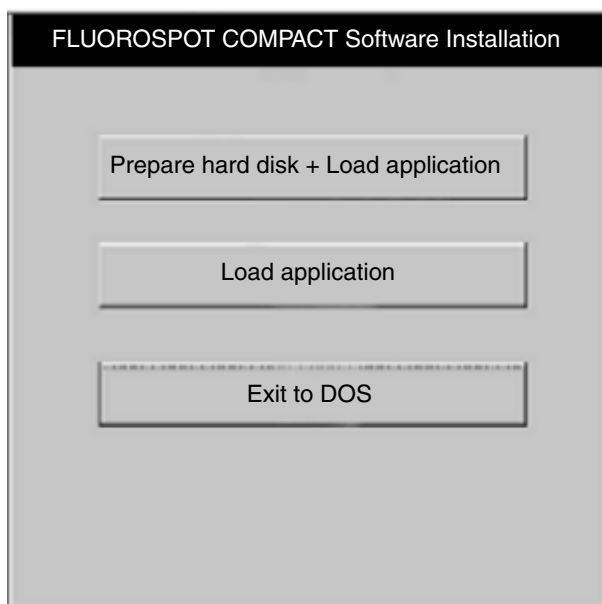 FLUOROSPOT COMPACT Software Installation
Prepare hard disk + Load application
Load application
Exit to DOS